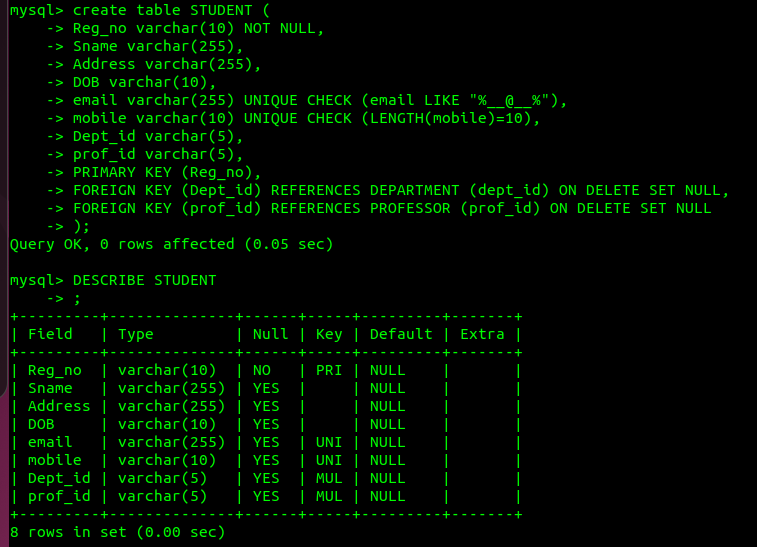 mysql> create table STUDENT (
    -> Reg_no varchar(10) NOT NULL,
    -> Sname varchar(255),
    -> Address varchar(255),
    -> DOB varchar(10),
    -> email varchar(255) UNIQUE CHECK (email LIKE "%__@__%"),
    -> mobile varchar(10) UNIQUE CHECK (LENGTH(mobile)=10),
    -> Dept_id varchar(5),
    -> prof_id varchar(5),
    -> PRIMARY KEY (Reg_no),
    -> FOREIGN KEY (Dept_id) REFERENCES DEPARTMENT (dept_id) ON DELETE SET NULL,
    -> FOREIGN KEY (prof_id) REFERENCES PROFESSOR (prof_id) ON DELETE SET NULL
    -> );
Query OK, 0 rows affected (0.05 sec)

mysql> DESCRIBE STUDENT
    -> ;
+---------+--------------+------+-----+---------+-------+
| Field   | Type         | Null | Key | Default | Extra |
+---------+--------------+------+-----+---------+-------+
| Reg_no  | varchar(10)  | NO   | PRI | NULL    |       |
| Sname   | varchar(255) | YES  |     | NULL    |       |
| Address | varchar(255) | YES  |     | NULL    |       |
| DOB     | varchar(10)  | YES  |     | NULL    |       |
| email   | varchar(255) | YES  | UNI | NULL    |       |
| mobile  | varchar(10)  | YES  | UNI | NULL    |       |
| Dept_id | varchar(5)   | YES  | MUL | NULL    |       |
| prof_id | varchar(5)   | YES  | MUL | NULL    |       |
+---------+--------------+------+-----+---------+-------+
8 rows in set (0.00 sec)